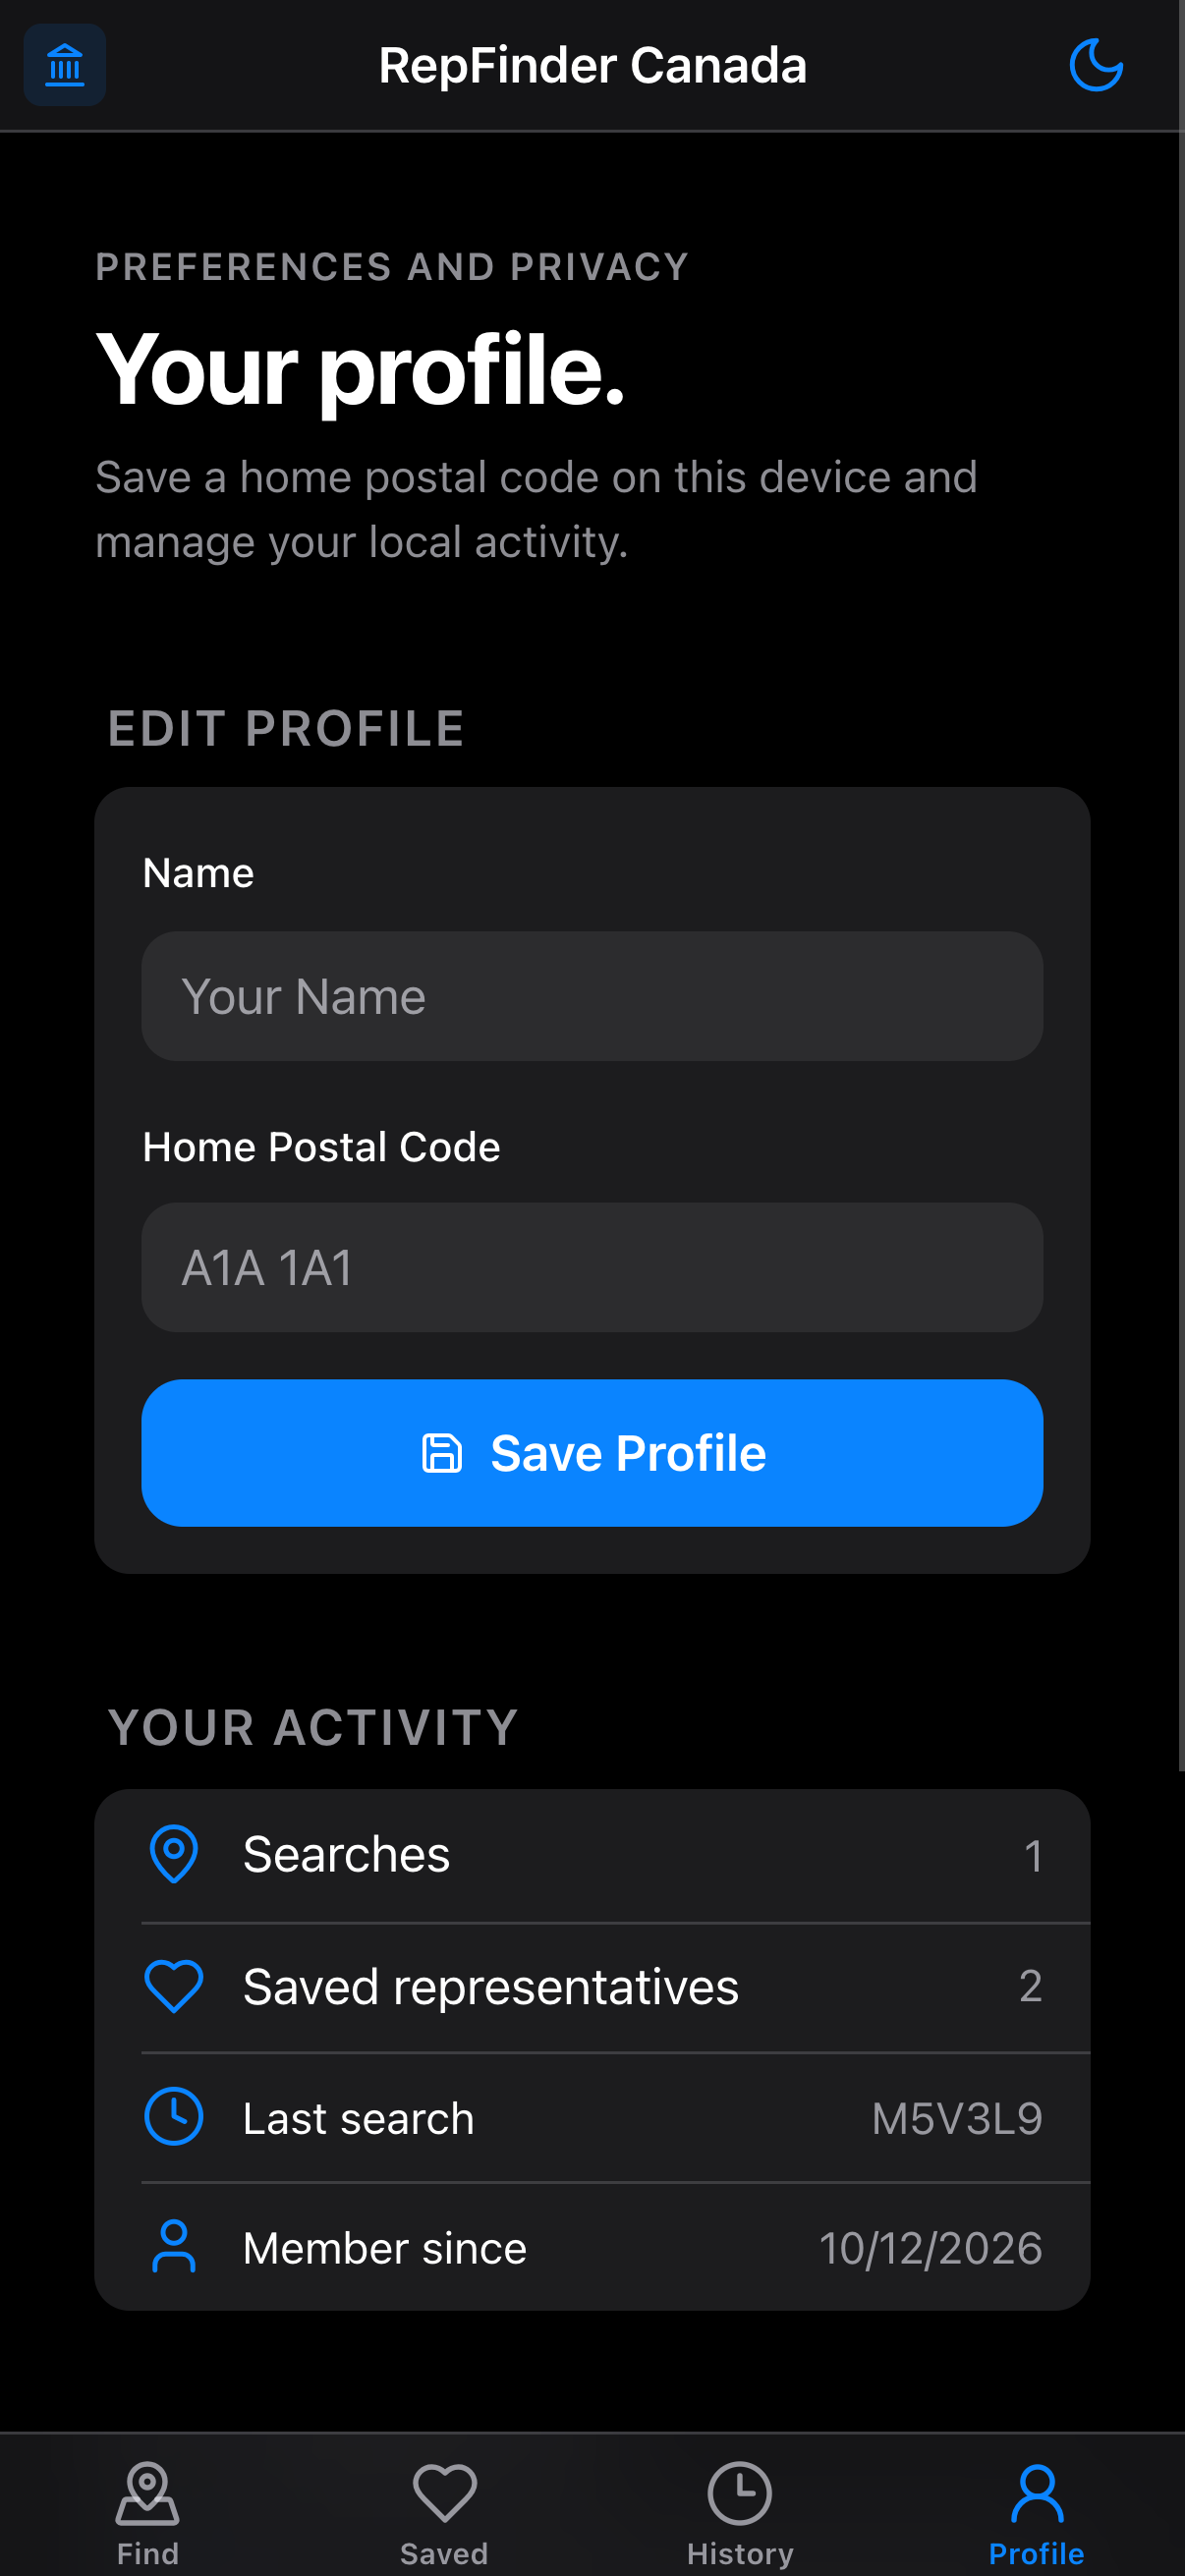 RepFinder Canada
PREFERENCES AND PRIVACY
Your profile.
Save a home postal code on this device and
manage your local activity.
EDIT PROFILE
Name
Your Name
Home Postal Code
A1A 1A1
Save Profile
YOUR ACTIVITY
Searches 1
Saved representatives 2
Last search M5V3L9
Member since 10/12/2026
Find Saved History Profile